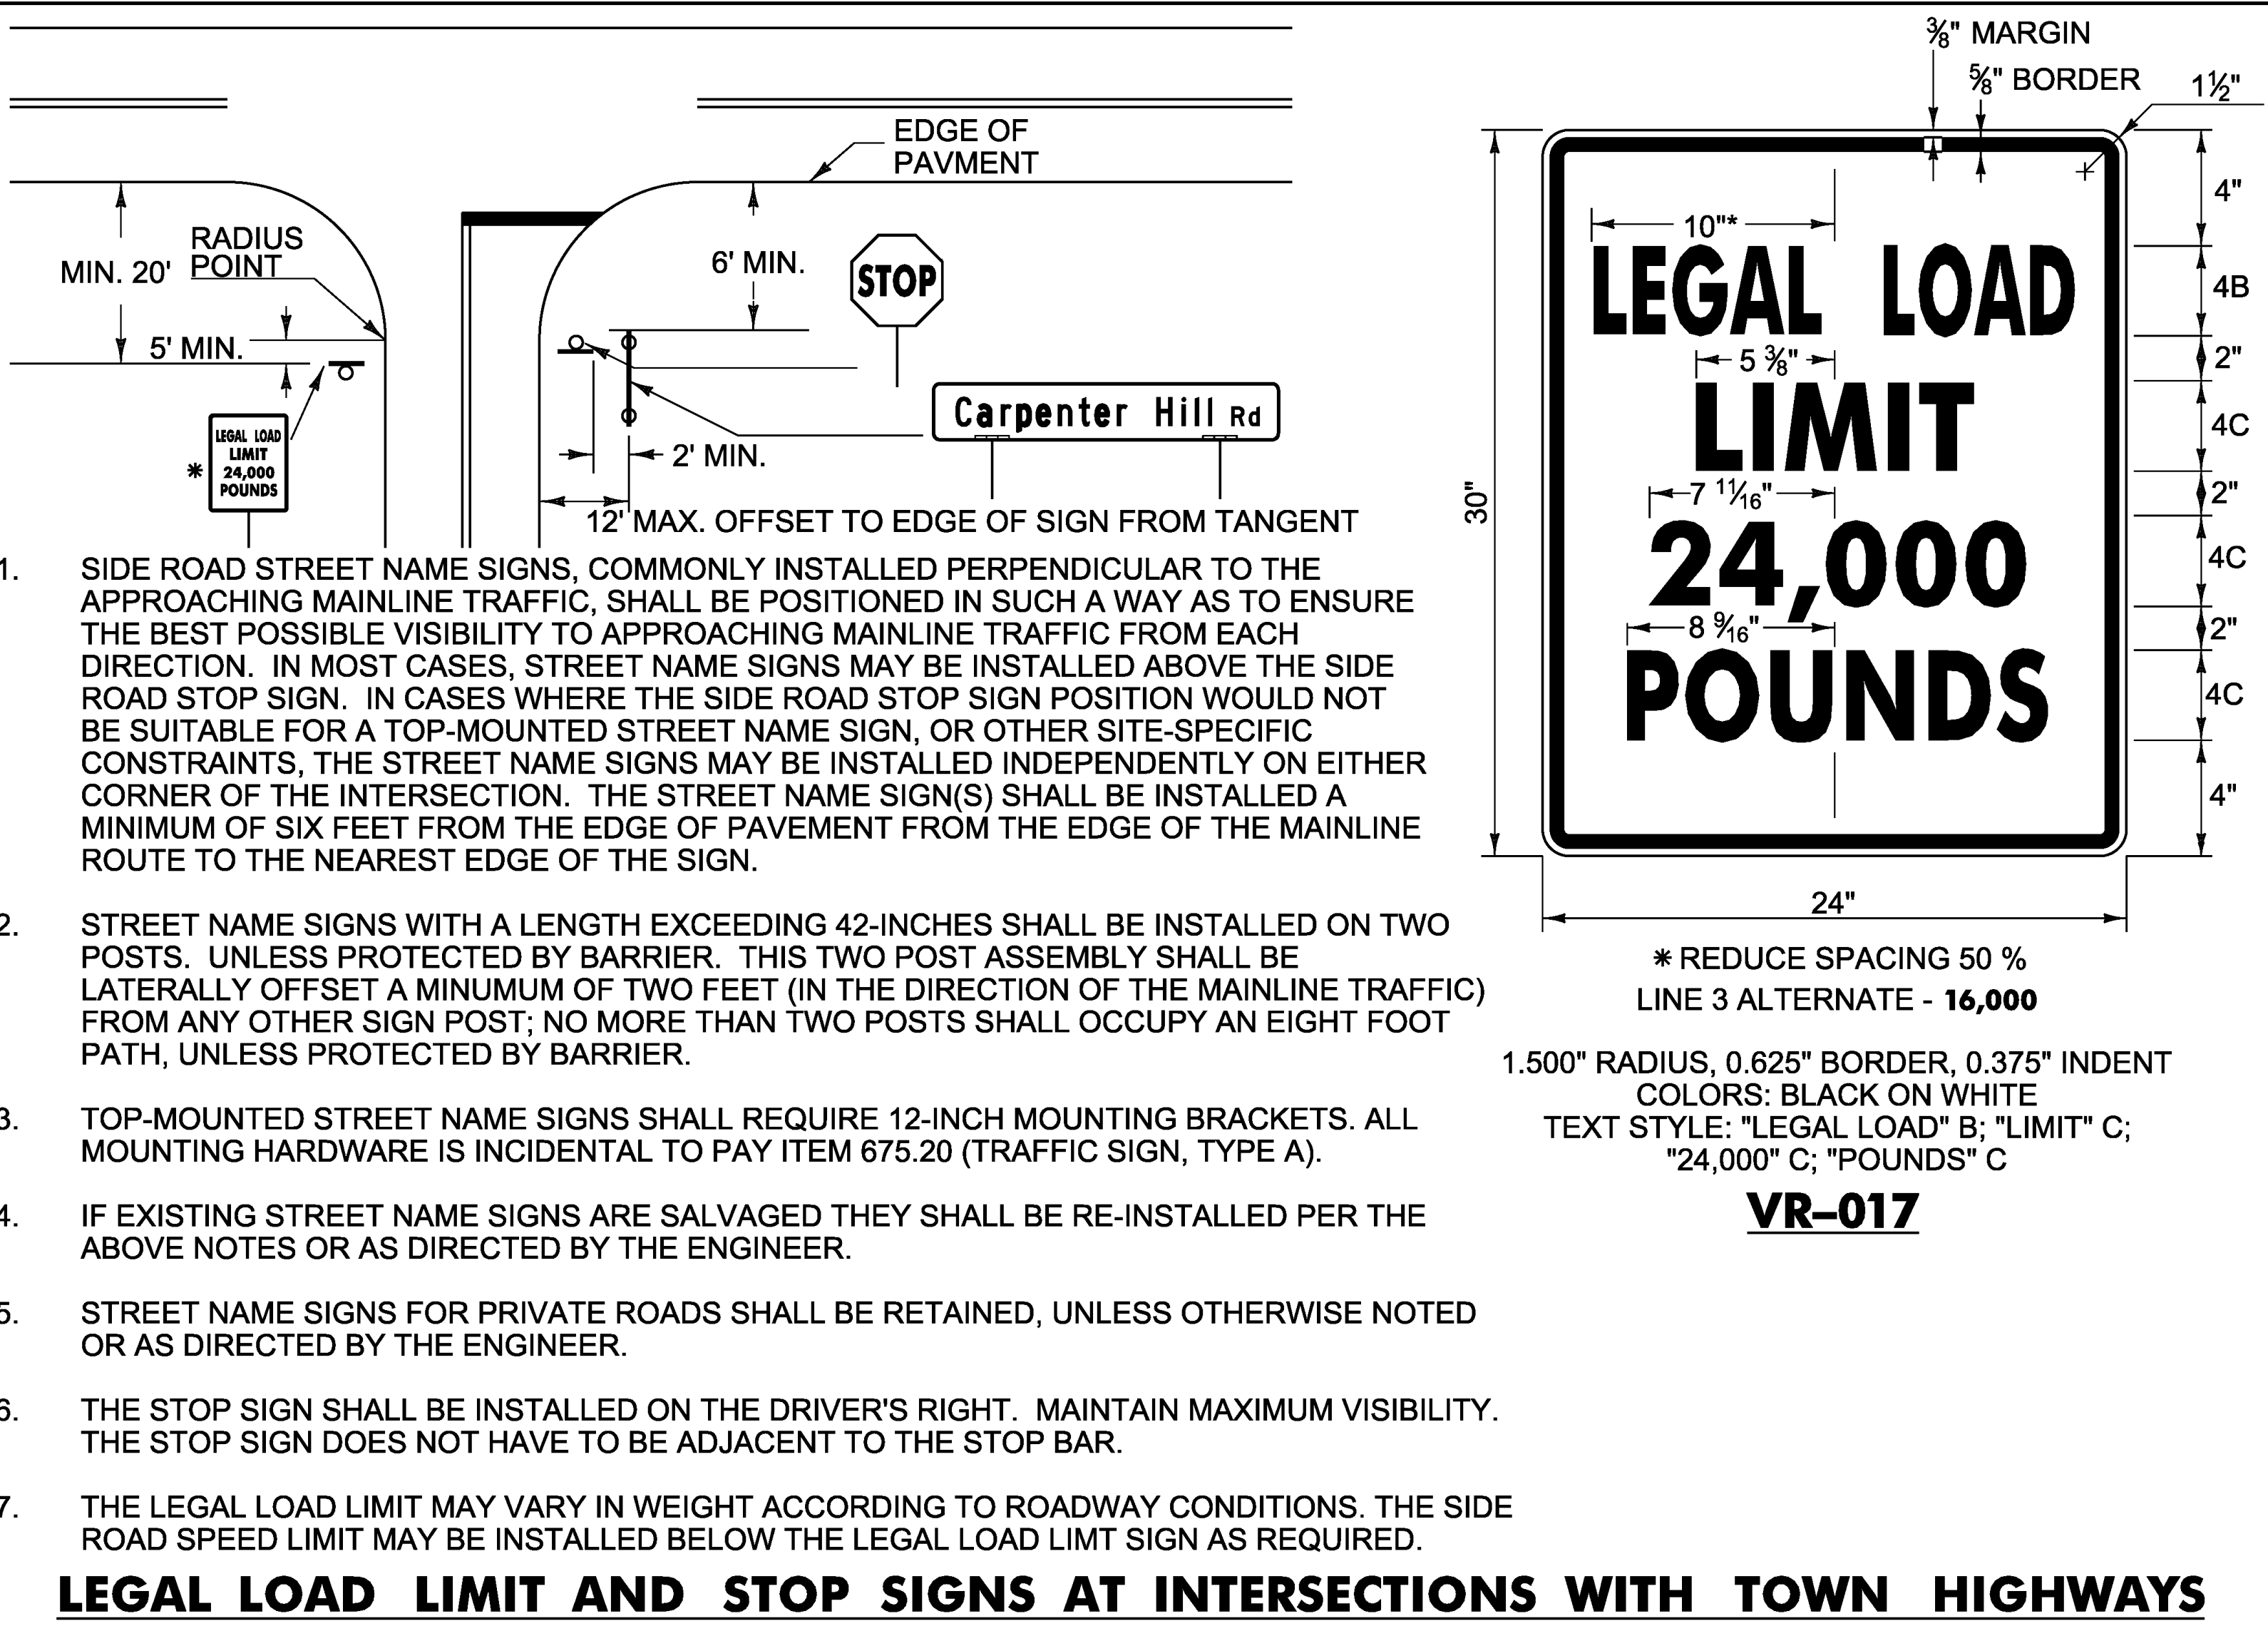 EDGE OF
PAVMENT
RADIUS
POINT
MIN. 20'
5' MIN.
6' MIN.
STOP
LEGAL LOAD
LIMIT
24,000
POUNDS
*
Carpenter Hill Rd
2' MIN.
12' MAX. OFFSET TO EDGE OF SIGN FROM TANGENT
1. SIDE ROAD STREET NAME SIGNS, COMMONLY INSTALLED PERPENDICULAR TO THE
APPROACHING MAINLINE TRAFFIC, SHALL BE POSITIONED IN SUCH A WAY AS TO ENSURE
THE BEST POSSIBLE VISIBILITY TO APPROACHING MAINLINE TRAFFIC FROM EACH
DIRECTION. IN MOST CASES, STREET NAME SIGNS MAY BE INSTALLED ABOVE THE SIDE
ROAD STOP SIGN. IN CASES WHERE THE SIDE ROAD STOP SIGN POSITION WOULD NOT
BE SUITABLE FOR A TOP-MOUNTED STREET NAME SIGN, OR OTHER SITE-SPECIFIC
CONSTRAINTS, THE STREET NAME SIGNS MAY BE INSTALLED INDEPENDENTLY ON EITHER
CORNER OF THE INTERSECTION. THE STREET NAME SIGN(S) SHALL BE INSTALLED A
MINIMUM OF SIX FEET FROM THE EDGE OF PAVEMENT FROM THE EDGE OF THE MAINLINE
ROUTE TO THE NEAREST EDGE OF THE SIGN.
2. STREET NAME SIGNS WITH A LENGTH EXCEEDING 42-INCHES SHALL BE INSTALLED ON TWO
POSTS. UNLESS PROTECTED BY BARRIER. THIS TWO POST ASSEMBLY SHALL BE
LATERALLY OFFSET A MINUMUM OF TWO FEET (IN THE DIRECTION OF THE MAINLINE TRAFFIC)
FROM ANY OTHER SIGN POST; NO MORE THAN TWO POSTS SHALL OCCUPY AN EIGHT FOOT
PATH, UNLESS PROTECTED BY BARRIER.
3. TOP-MOUNTED STREET NAME SIGNS SHALL REQUIRE 12-INCH MOUNTING BRACKETS. ALL
MOUNTING HARDWARE IS INCIDENTAL TO PAY ITEM 675.20 (TRAFFIC SIGN, TYPE A).
4. IF EXISTING STREET NAME SIGNS ARE SALVAGED THEY SHALL BE RE-INSTALLED PER THE
ABOVE NOTES OR AS DIRECTED BY THE ENGINEER.
5. STREET NAME SIGNS FOR PRIVATE ROADS SHALL BE RETAINED, UNLESS OTHERWISE NOTED
OR AS DIRECTED BY THE ENGINEER.
6. THE STOP SIGN SHALL BE INSTALLED ON THE DRIVER'S RIGHT. MAINTAIN MAXIMUM VISIBILITY.
THE STOP SIGN DOES NOT HAVE TO BE ADJACENT TO THE STOP BAR.
7. THE LEGAL LOAD LIMIT MAY VARY IN WEIGHT ACCORDING TO ROADWAY CONDITIONS. THE SIDE
ROAD SPEED LIMIT MAY BE INSTALLED BELOW THE LEGAL LOAD LIMT SIGN AS REQUIRED.
⅜" MARGIN
⅝" BORDER
1½"
10"*
LEGAL LOAD
5 ⅜"
LIMIT
7 11/16"
24,000
8 9/16"
POUNDS
4"
4B
2"
4C
2"
4C
2"
4C
4"
30"
24"
* REDUCE SPACING 50 %
LINE 3 ALTERNATE - 16,000
1.500" RADIUS, 0.625" BORDER, 0.375" INDENT
COLORS: BLACK ON WHITE
TEXT STYLE: "LEGAL LOAD" B; "LIMIT" C;
"24,000" C; "POUNDS" C
VR–017
LEGAL LOAD LIMIT AND STOP SIGNS AT INTERSECTIONS WITH TOWN HIGHWAYS